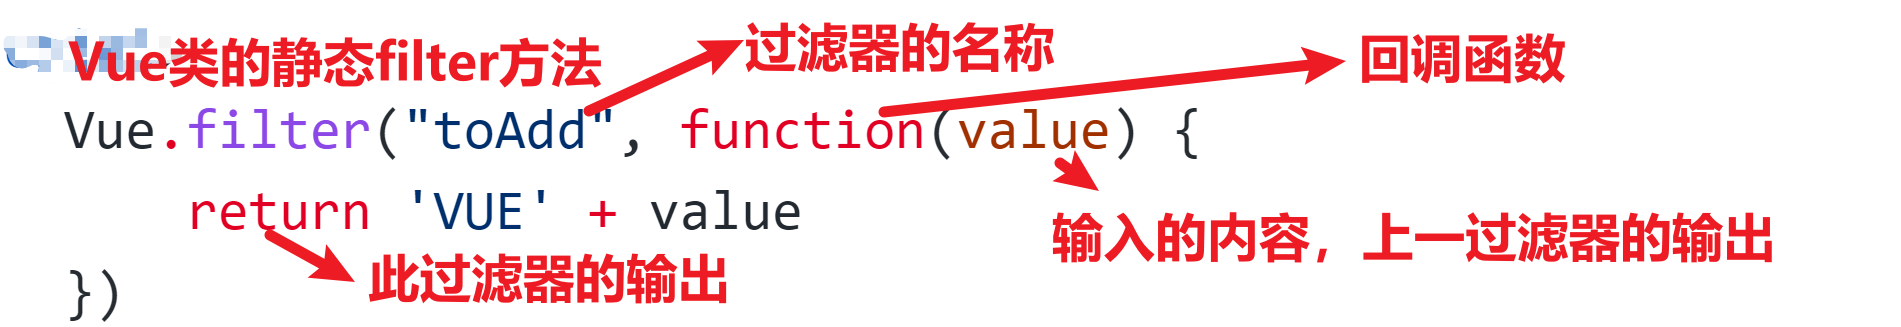 Vue类的静态filter方法
过滤器的名称
回调函数
Vue.filter("toAdd", function(value) {
return 'VUE' + value
输入的内容，上一过滤器的输出
此过滤器的输出
})